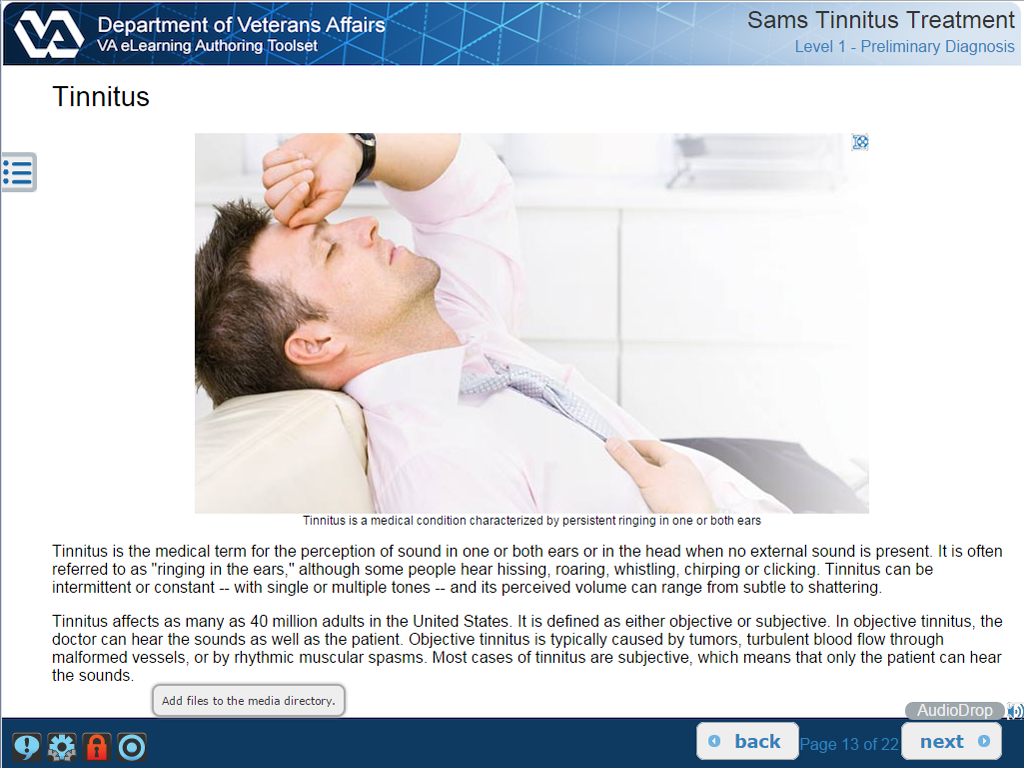 Department of Veterans Affairs
VA eLearning Authoring Toolset
Sams Tinnitus Treatment
Level 1 - Preliminary Diagnosis
Tinnitus
Tinnitus is a medical condition characterized by persistent ringing in one or both ears
Tinnitus is the medical term for the perception of sound in one or both ears or in the head when no external sound is present. It is often
referred to as "ringing in the ears," although some people hear hissing, roaring, whistling, chirping or clicking. Tinnitus can be
intermittent or constant -- with single or multiple tones -- and its perceived volume can range from subtle to shattering.
Tinnitus affects as many as 40 million adults in the United States. It is defined as either objective or subjective. In objective tinnitus, the
doctor can hear the sounds as well as the patient. Objective tinnitus is typically caused by tumors, turbulent blood flow through
malformed vessels, or by rhythmic muscular spasms. Most cases of tinnitus are subjective, which means that only the patient can hear
the sounds.
Add files to the media directory.
AudioDrop
back
Page 13 of 22
next